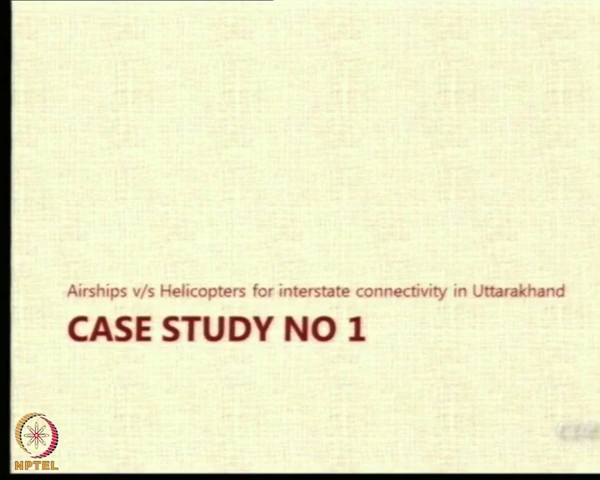 Airships v/s Helicopters for interstate connectivity in Uttarakhand
CASE STUDY NO 1
NPTEL